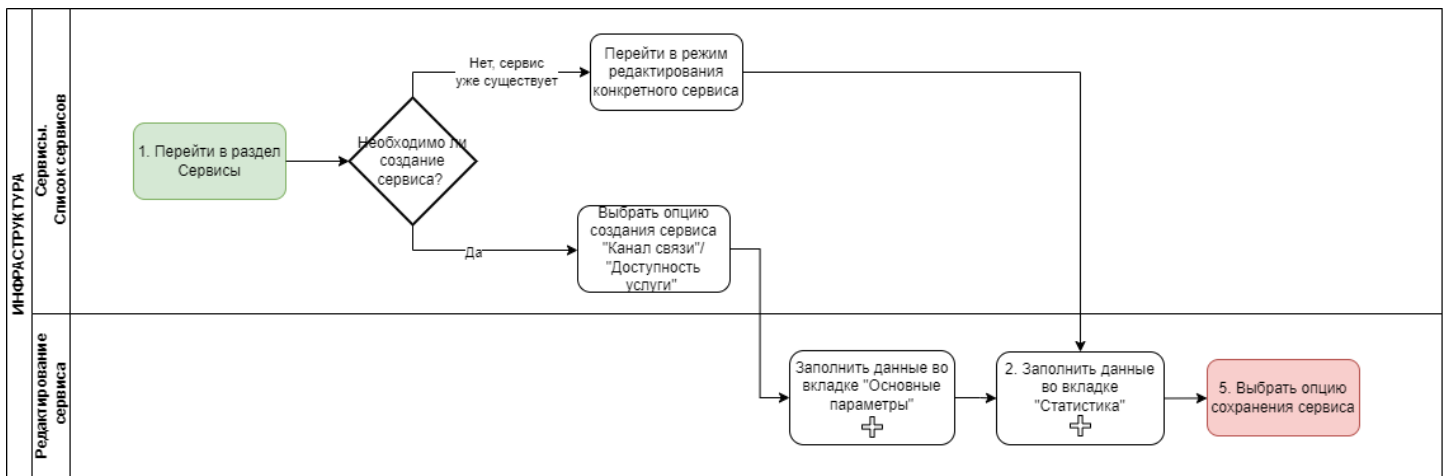 ИНФРАСТРУКТУРА
Сервисы.
Список сервисов
1. Перейти в раздел
Сервисы
Необходимо ли
создание
сервиса?
Нет, сервис
уже существует
Перейти в режим
редактирования
конкретного сервиса
Да
Выбрать опцию
создания сервиса
"Канал связи"/
"Доступность
услуги"
Редактирование
сервиса
Заполнить данные во
вкладке "Основные
параметры"
2. Заполнить данные
во вкладке
"Статистика"
5. Выбрать опцию
сохранения сервиса